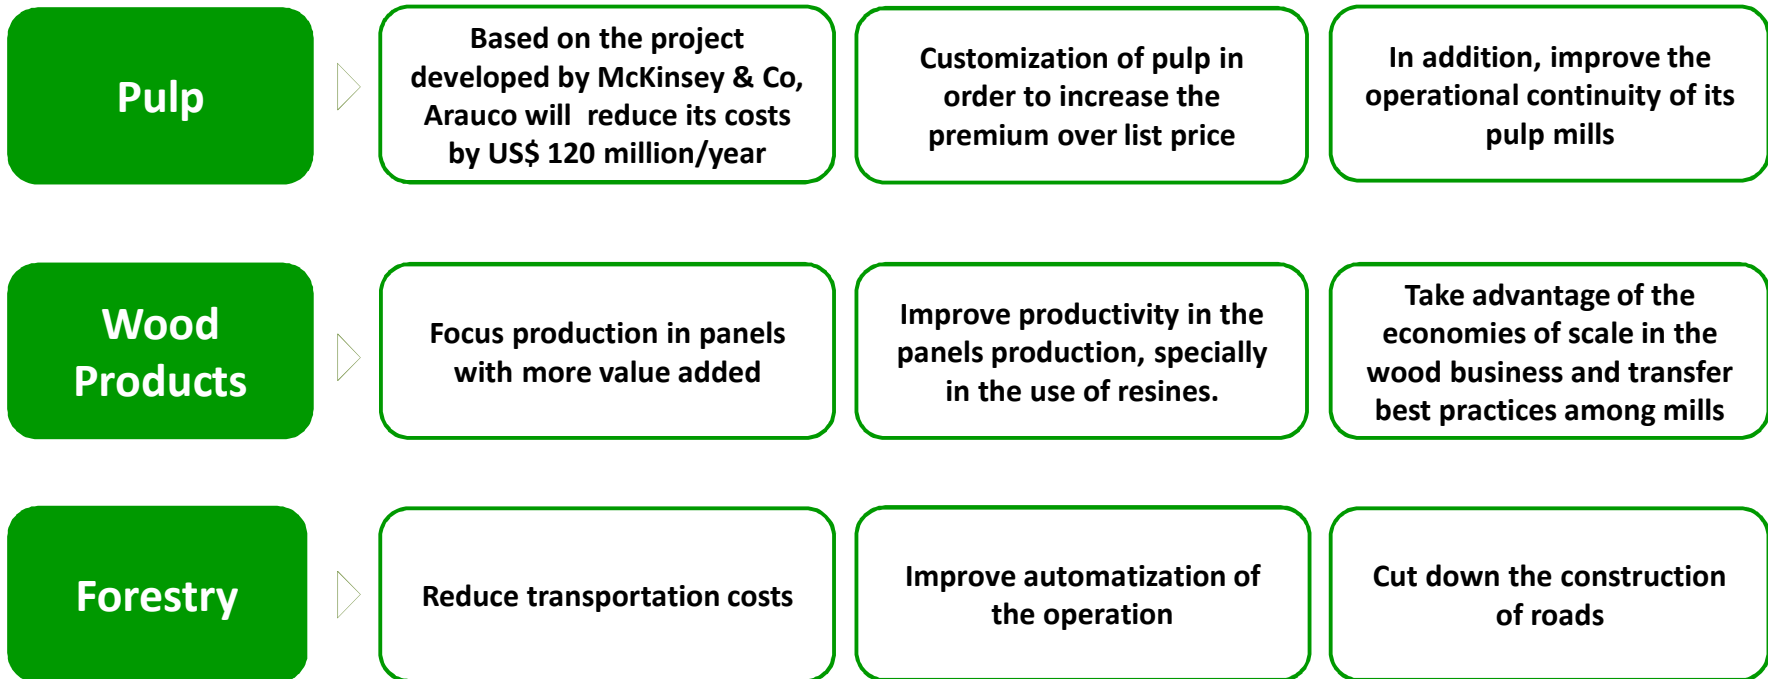 Pulp
Based on the project
developed by McKinsey & Co,
Arauco will  reduce its costs
by US$ 120 million/year
Customization of pulp in
order to increase the
premium over list price
In addition, improve the
operational continuity of its
pulp mills
Wood
Products
Focus production in panels
with more value added
Improve productivity in the
panels production, specially
in the use of resines.
Take advantage of the
economies of scale in the
wood business and transfer
best practices among mills
Forestry
Reduce transportation costs
Improve automatization of
the operation
Cut down the construction
of roads